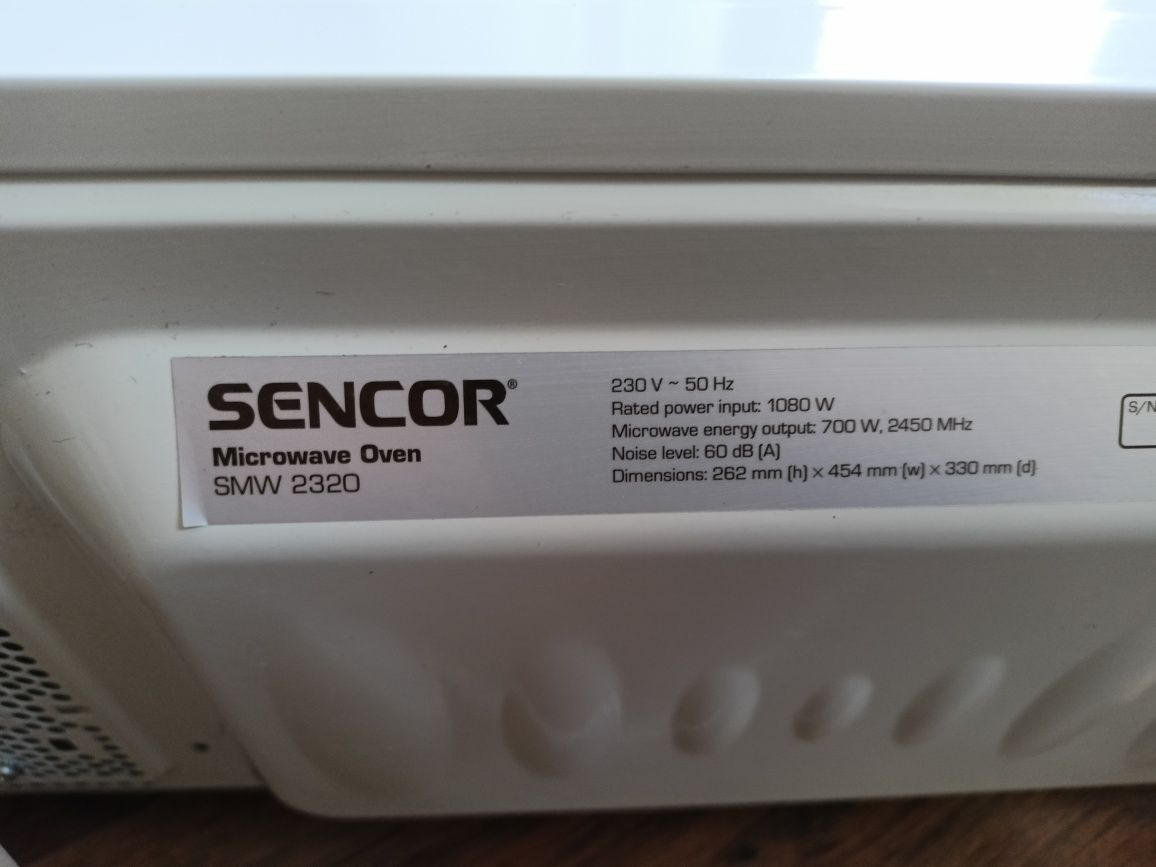 SENCOR®
Microwave Oven
SMW 2320
230 V ~ 50 Hz
Rated power input: 1080 W
Microwave energy output: 700 W, 2450 MHz
Noise level: 60 dB (A)
Dimensions: 262 mm (h) × 454 mm (w) × 330 mm (d)
S/N